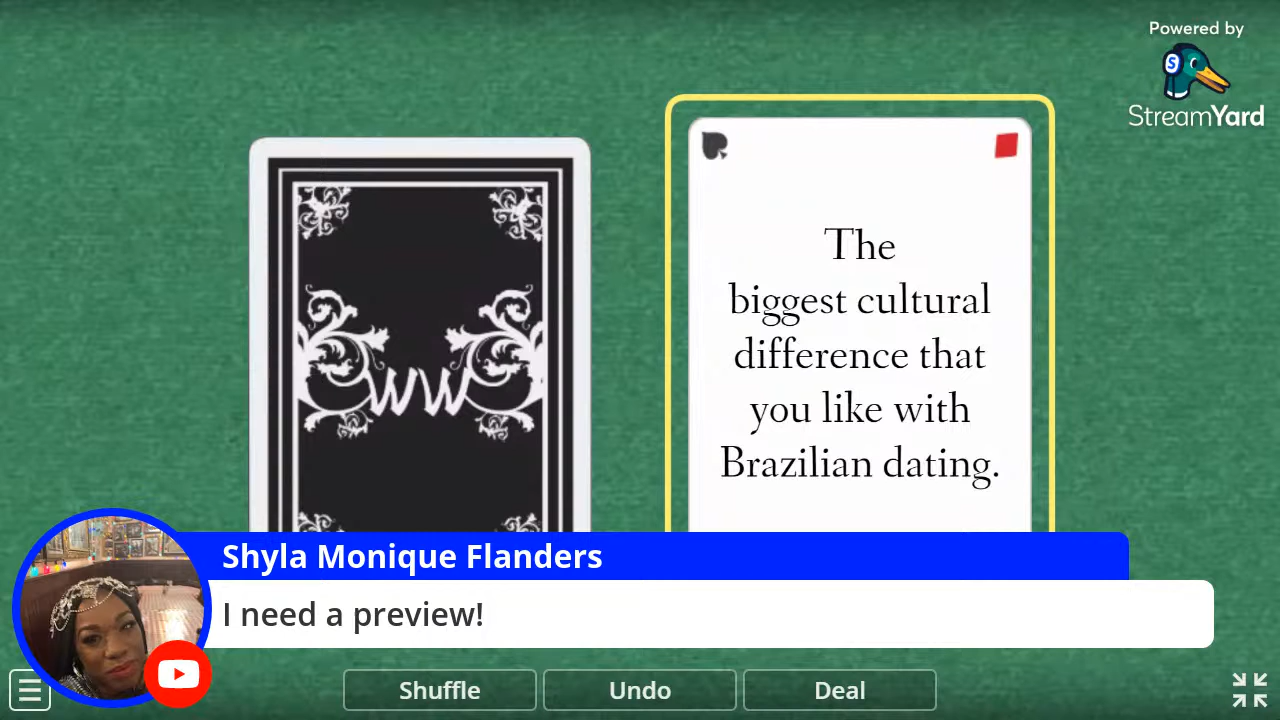 Powered by
StreamYard
S
WW
The
biggest cultural
difference that
you like with
Brazilian dating.
Shyla Monique Flanders
I need a preview!
Shuffle
Undo
Deal